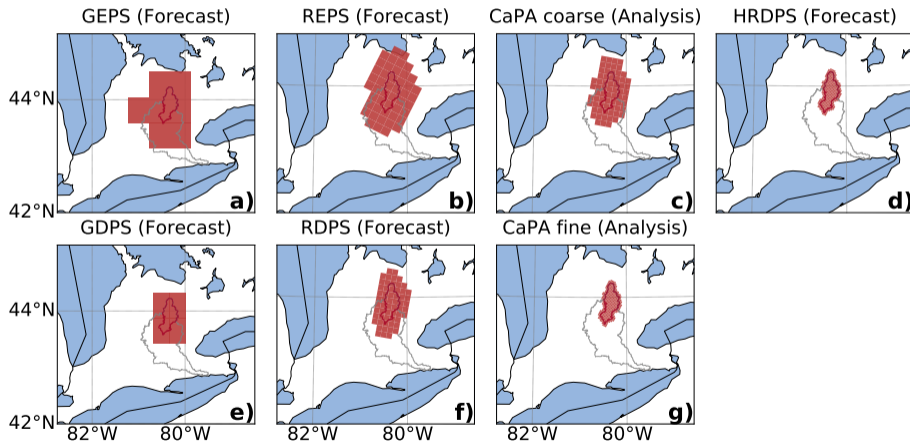 GEPS (Forecast) REPS (Forecast) CaPA coarse (Analysis) HRDPS (Forecast)
44°N
42°N
a) b) c) d)
GDPS (Forecast) RDPS (Forecast) CaPA fine (Analysis)
44°N
42°N
e) f) g)
82°W 80°W 82°W 80°W 82°W 80°W